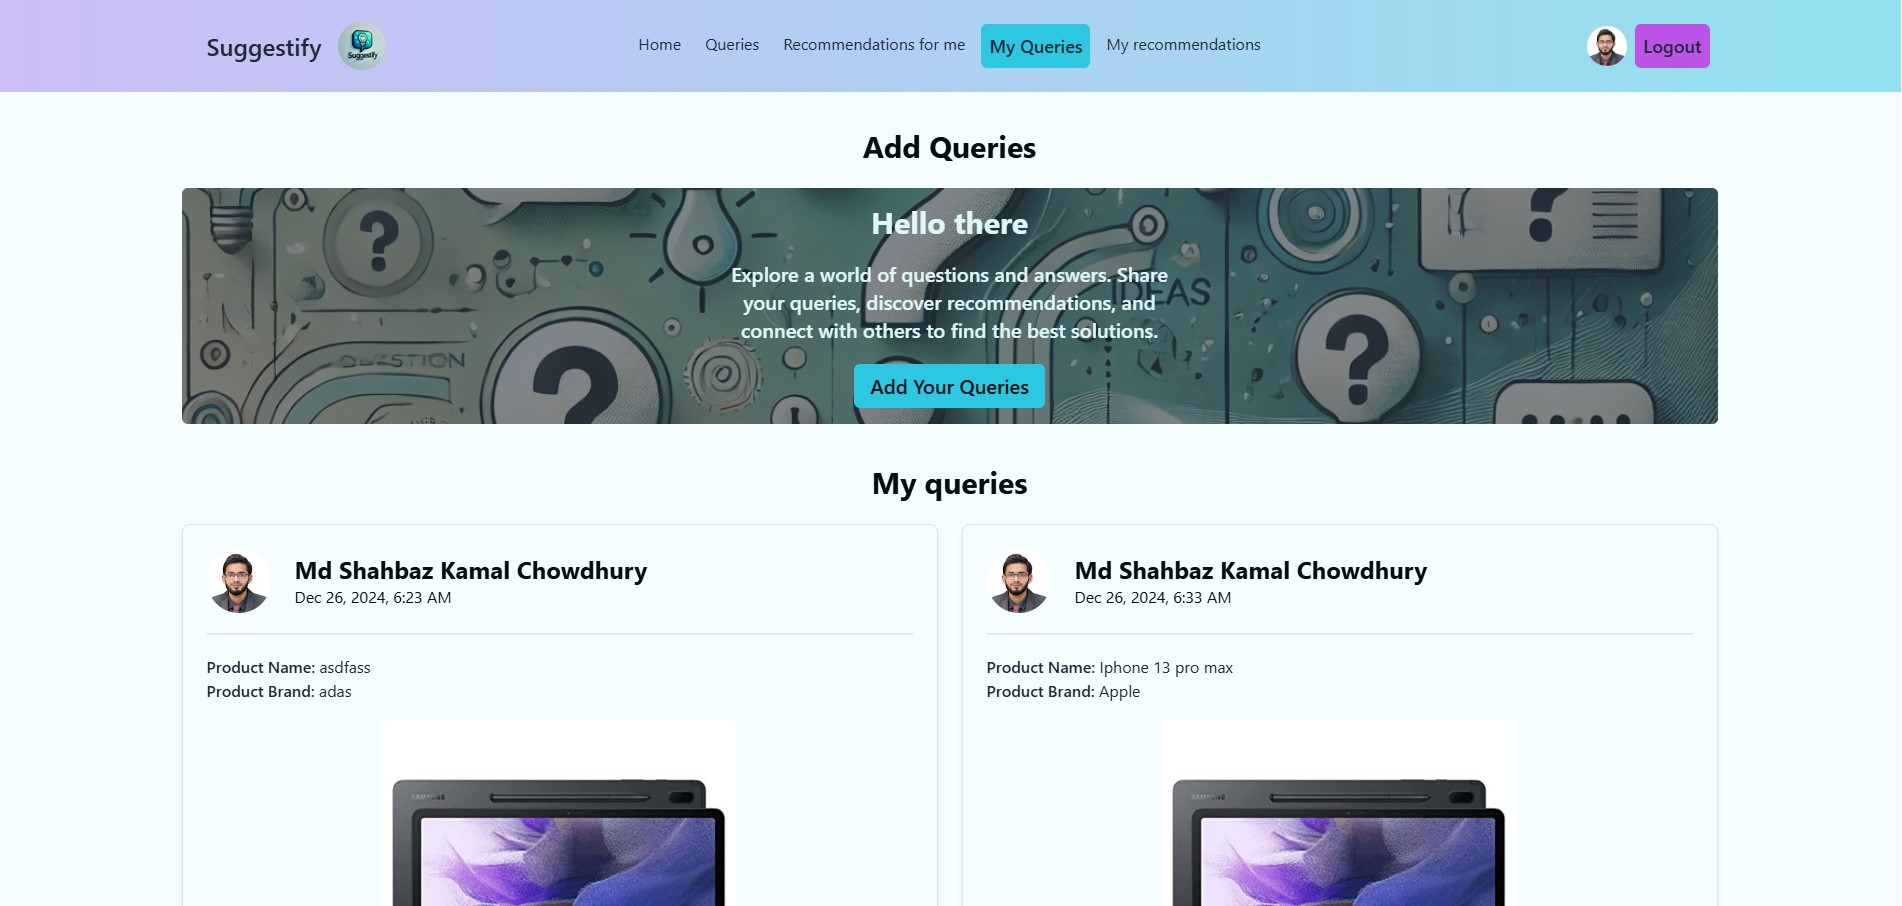 Suggestify
Suggestify
Home
Queries
Recommendations for me
My Queries
My recommendations
Logout
Add Queries
Hello there
Explore a world of questions and answers. Share
your queries, discover recommendations, and
connect with others to find the best solutions.
IDEAS
QUESTION
Add Your Queries
My queries
Md Shahbaz Kamal Chowdhury
Dec 26, 2024, 6:23 AM
Product Name: asdfass
Product Brand: adas
SAMSUNG
Md Shahbaz Kamal Chowdhury
Dec 26, 2024, 6:33 AM
Product Name: Iphone 13 pro max
Product Brand: Apple
SAMSUNG